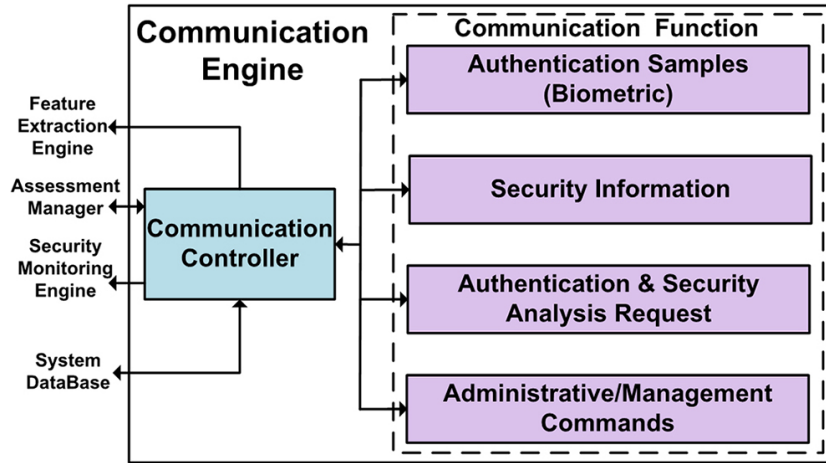 Communication
Engine
Communication Function
Authentication Samples
(Biometric)
Security Information
Authentication & Security
Analysis Request
Administrative/Management
Commands
Feature
Extraction
Engine
Assessment
Manager
Security
Monitoring
Engine
System
DataBase
Communication
Controller